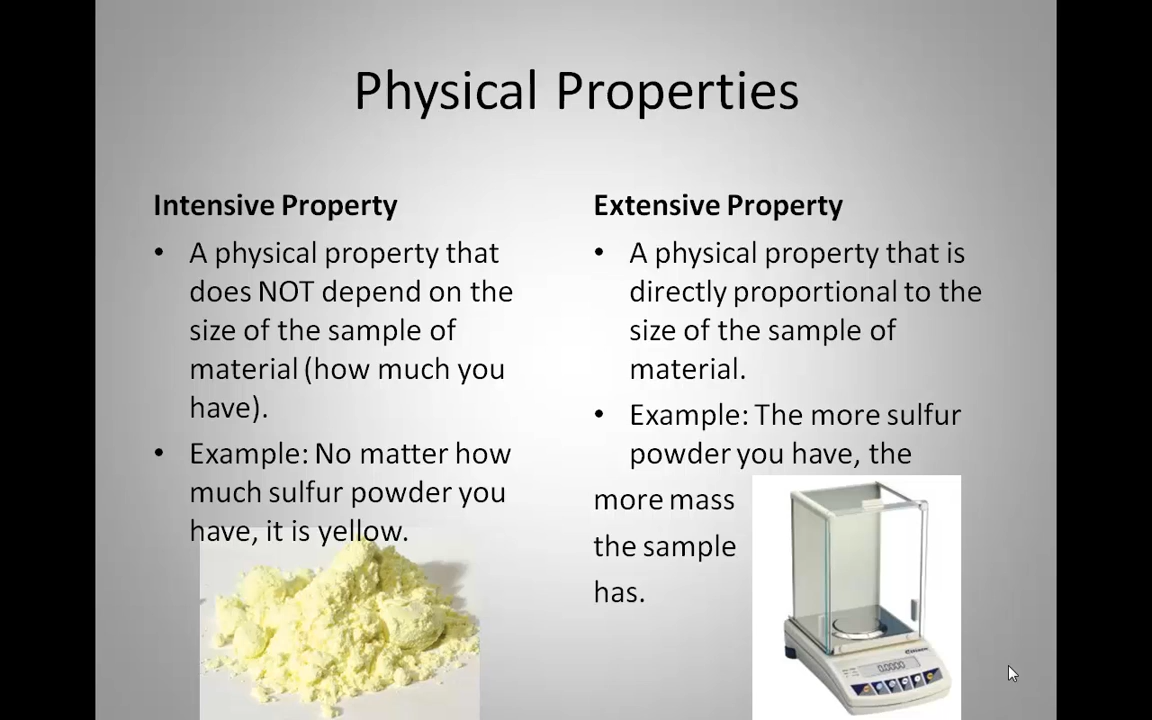 Physical Properties
Intensive Property
• A physical property that
does NOT depend on the
size of the sample of
material (how much you
have).
• Example: No matter how
much sulfur powder you
have, it is yellow.
Extensive Property
• A physical property that is
directly proportional to the
size of the sample of
material.
• Example: The more sulfur
powder you have, the
more mass
the sample
has.
0.0000